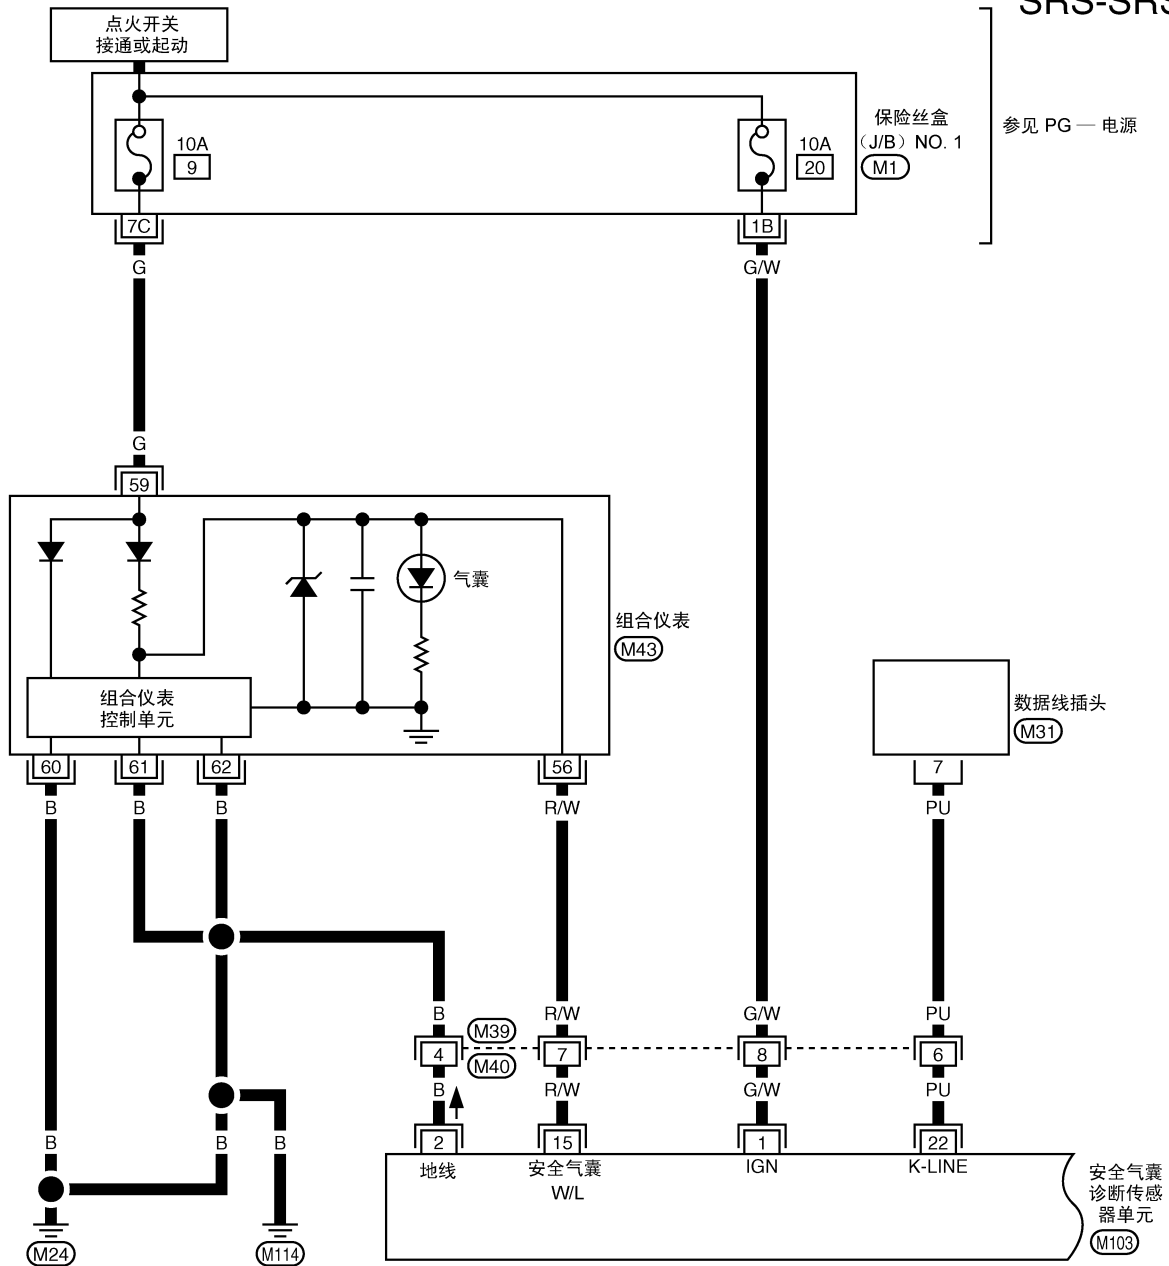 SRS-SRS
点火开关
接通或起动
10A
9
10A
20
保险丝盒
（J/B）NO. 1
M1
参见 PG — 电源
7C
1B
G
G/W
G
59
气囊
组合仪表
M43
组合仪表
控制单元
数据线插头
M31
60
61
62
56
7
B
B
B
R/W
PU
B
R/W
G/W
PU
M39
4
7
8
6
M40
B
R/W
G/W
PU
B
B
B
2
15
1
22
地线
安全气囊
W/L
IGN
K-LINE
安全气囊
诊断传感
器单元
M103
M24
M114